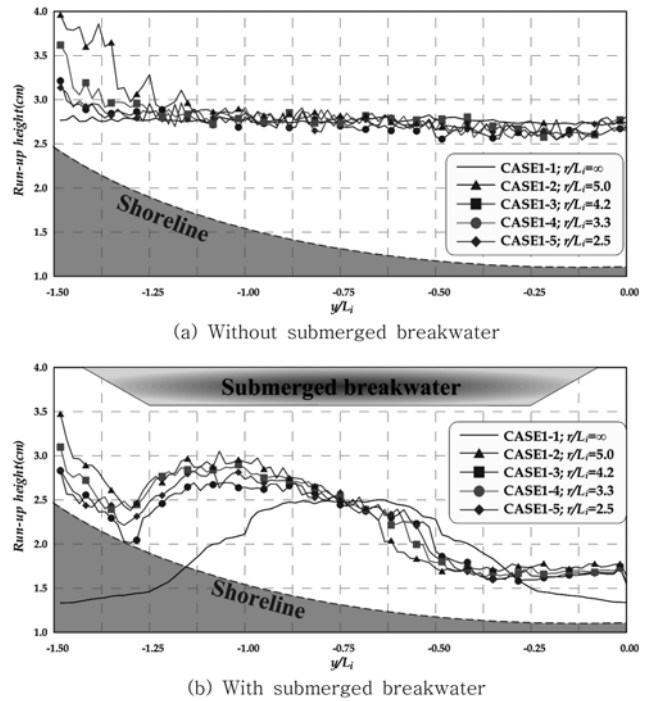 4.0
3.5
3.0
2.5
2.0
1.5
1.0
Run-up height(cm)
Shoreline
CASE1-1; r/Li=∞
CASE1-2; r/Li=5.0
CASE1-3; r/Li=4.2
CASE1-4; r/Li=3.3
CASE1-5; r/Li=2.5
-1.50 -1.25 -1.00 -0.75 -0.50 -0.25 0.00
y/Li
(a) Without submerged breakwater
4.0
3.5
3.0
2.5
2.0
1.5
1.0
Run-up height(cm)
Submerged breakwater
CASE1-1; r/Li=∞
CASE1-2; r/Li=5.0
CASE1-3; r/Li=4.2
CASE1-4; r/Li=3.3
CASE1-5; r/Li=2.5
Shoreline
-1.50 -1.25 -1.00 -0.75 -0.50 -0.25 0.00
y/Li
(b) With submerged breakwater